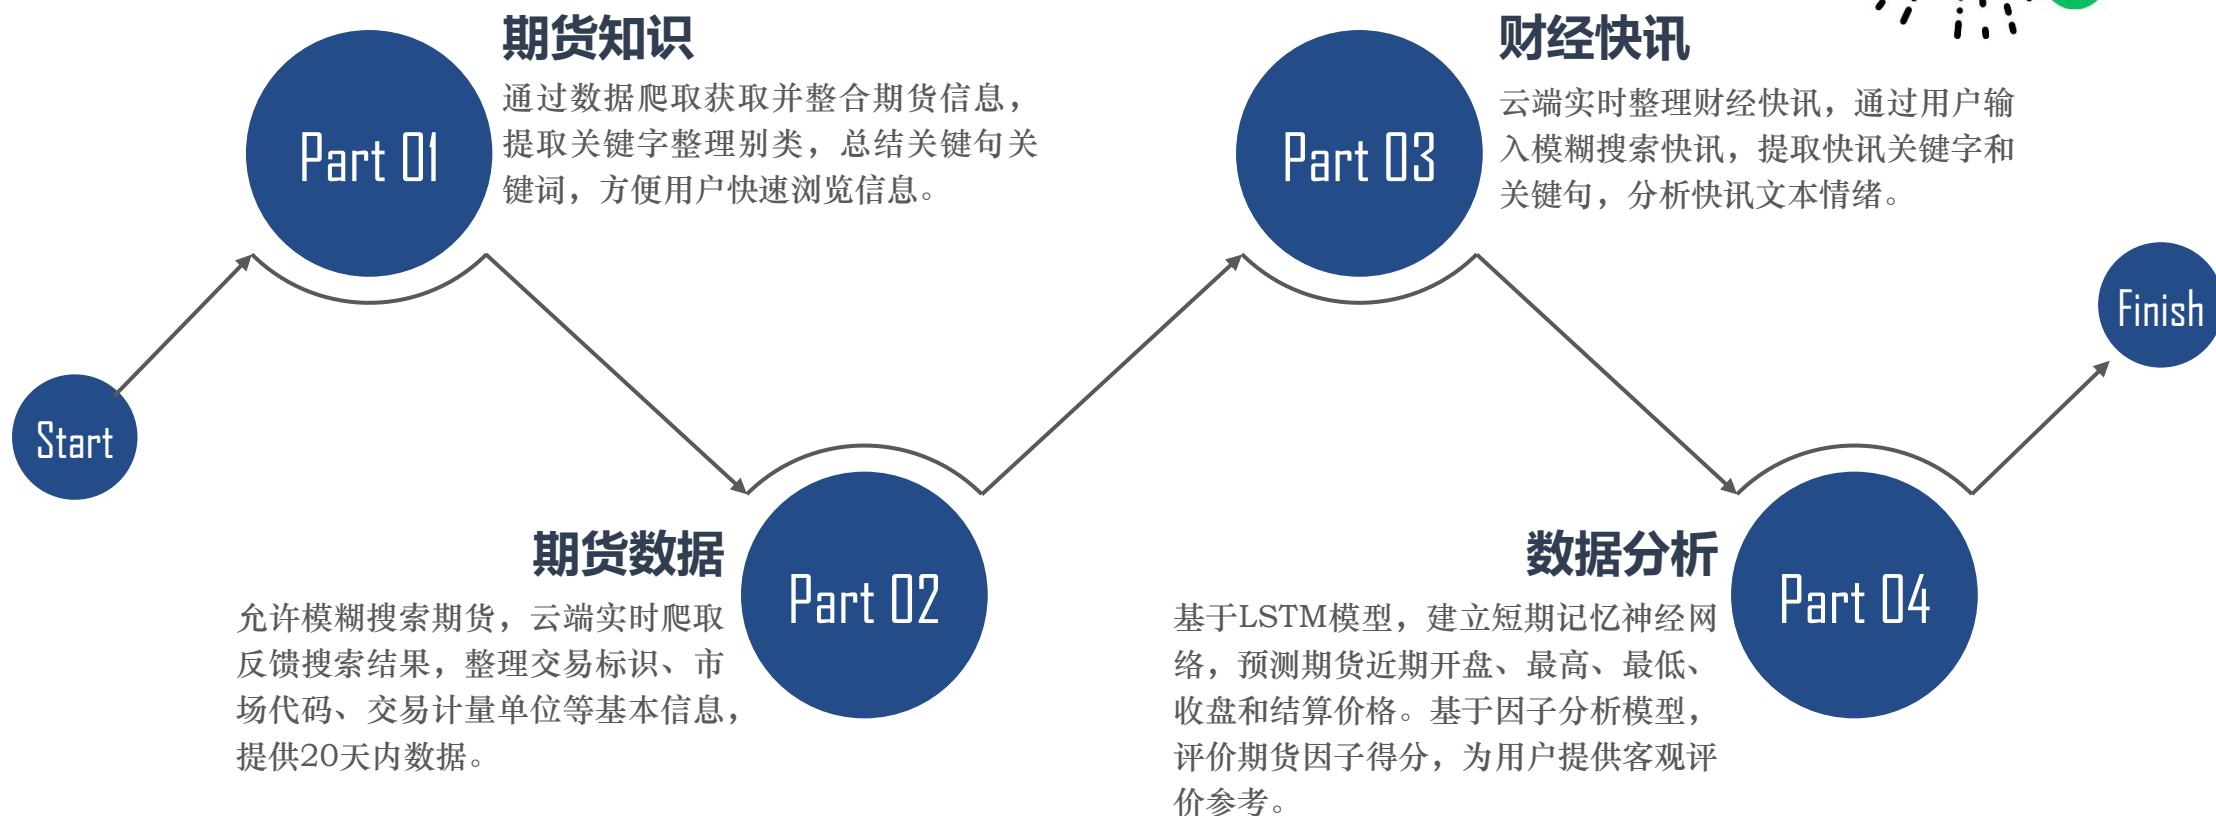 Start
Part 01
期货知识
通过数据爬取获取并整合期货信息，
提取关键字整理别类，总结关键句关
键词，方便用户快速浏览信息。
期货数据
允许模糊搜索期货，云端实时爬取
反馈搜索结果，整理交易标识、市
场代码、交易计量单位等基本信息，
提供20天内数据。
Part 02
Part 03
财经快讯
云端实时整理财经快讯，通过用户输
入模糊搜索快讯，提取快讯关键字和
关键句，分析快讯文本情绪。
数据分析
基于LSTM模型，建立短期记忆神经网
络，预测期货近期开盘、最高、最低、
收盘和结算价格。基于因子分析模型，
评价期货因子得分，为用户提供客观评
价参考。
Part 04
Finish